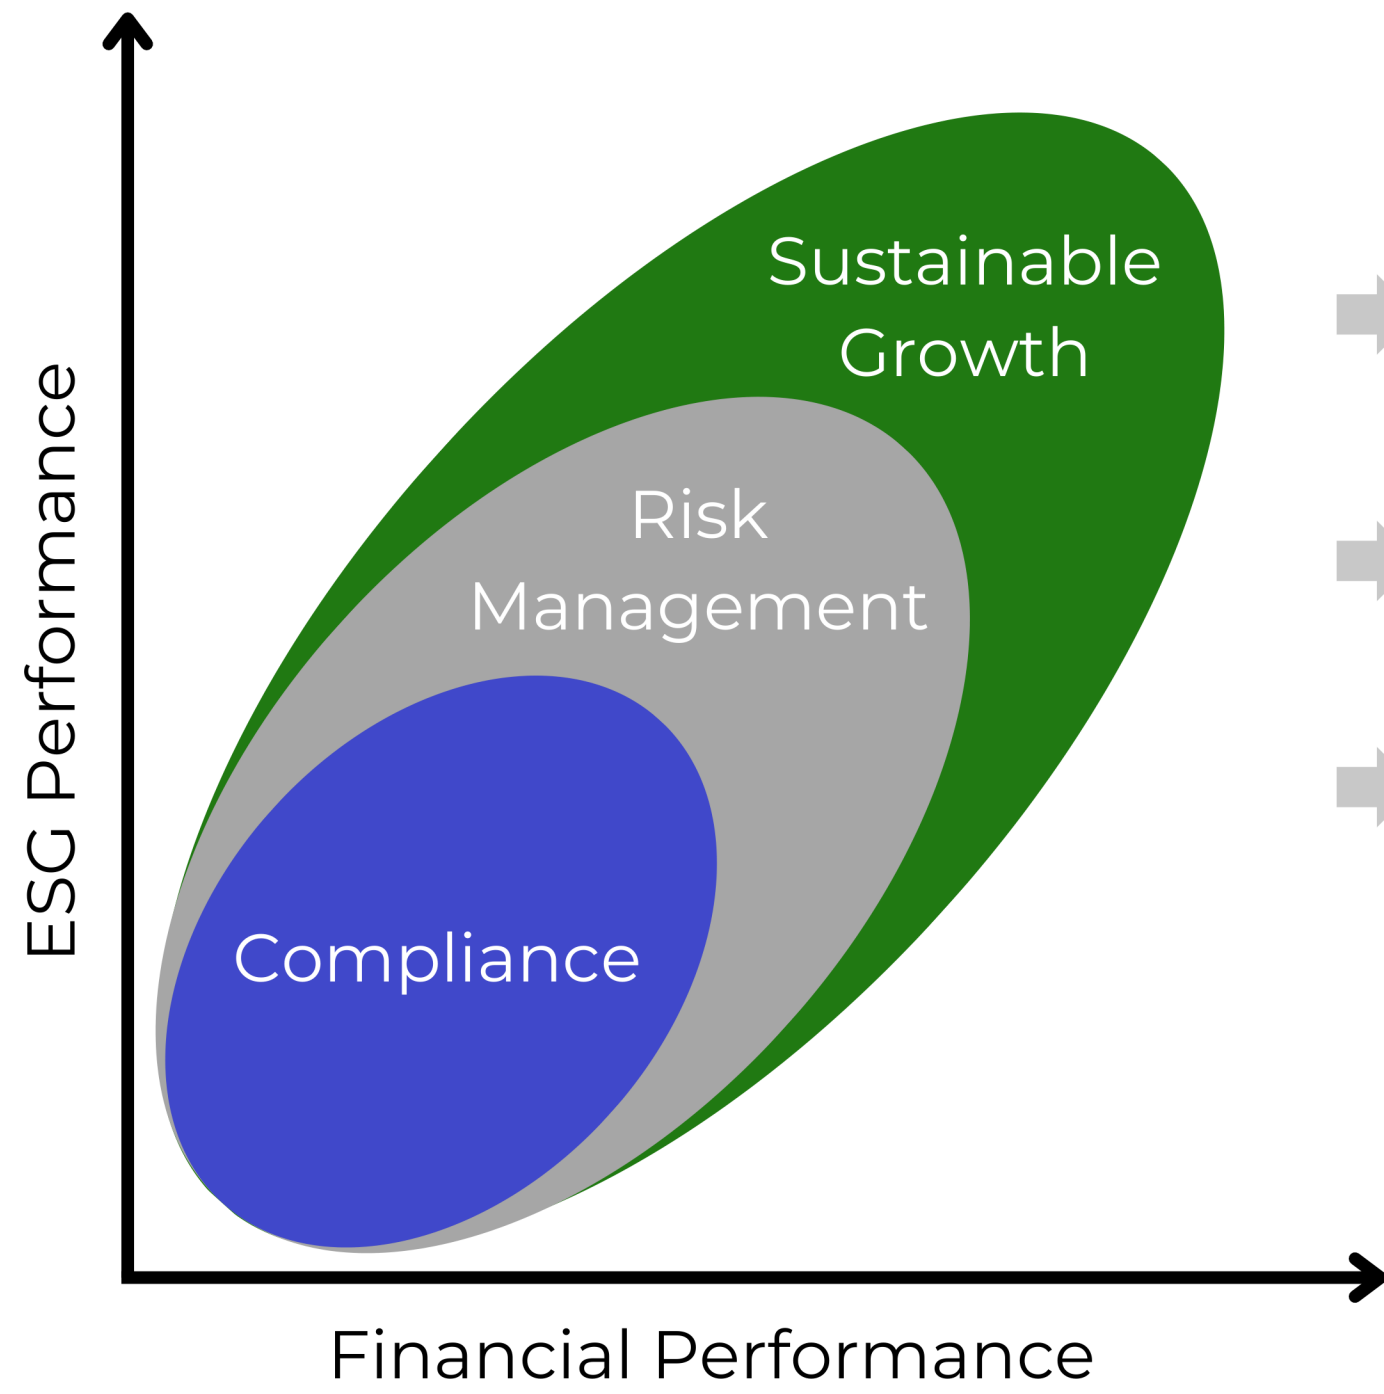 Sustainable
Growth
Risk
Management
Compliance
ESG Performance
Financial Performance